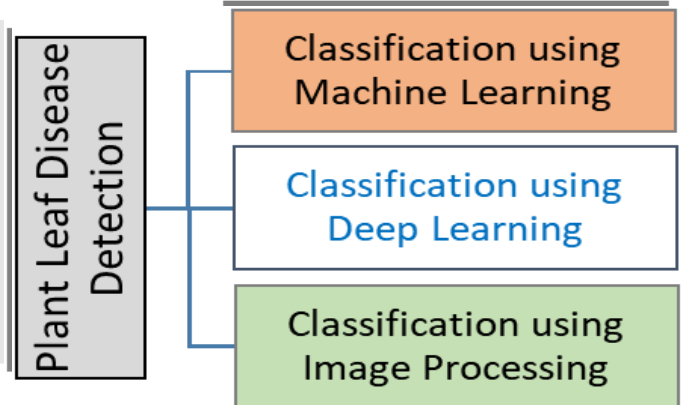 Plant Leaf Disease
Detection
Classification using
Machine Learning
Classification using
Deep Learning
Classification using
Image Processing